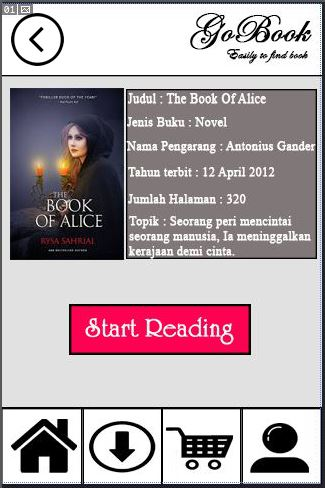 01
GoBook
Easily to find book
"THRILLER BOOK OF THE YEAR!"
THE
BOOK
OF ALICE
RYSA SAHRIAL
Judul : The Book Of Alice
Jenis Buku : Novel
Nama Pengarang : Antonius Gander
Tahun terbit : 12 April 2012
Jumlah Halaman : 320
Topik : Seorang peri mencintai
seorang manusia, Ia meninggalkan
kerajaan demi cinta.
Start Reading